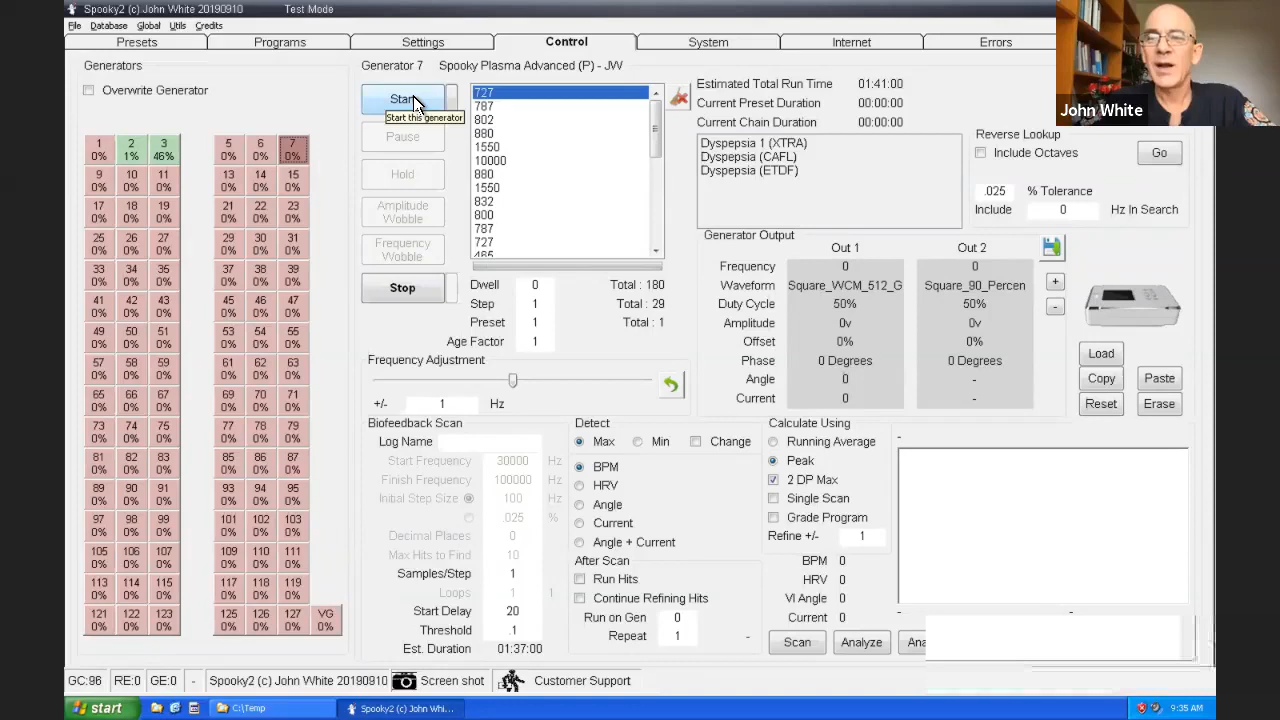 Spooky2 (c) John White 20190910 Test Mode
File Database Global Utils Credits
Presets Programs Settings Control System Internet Errors
Generators
Overwrite Generator
1 2 3 5 6 7
0% 1% 46% 0% 0% 0%
9 10 11 13 14 15
0% 0% 0% 0% 0% 0%
17 18 19 21 22 23
0% 0% 0% 0% 0% 0%
25 26 27 29 30 31
0% 0% 0% 0% 0% 0%
33 34 35 37 38 39
0% 0% 0% 0% 0% 0%
41 42 43 45 46 47
0% 0% 0% 0% 0% 0%
49 50 51 53 54 55
0% 0% 0% 0% 0% 0%
57 58 59 61 62 63
0% 0% 0% 0% 0% 0%
65 66 67 69 70 71
0% 0% 0% 0% 0% 0%
73 74 75 77 78 79
0% 0% 0% 0% 0% 0%
81 82 83 85 86 87
0% 0% 0% 0% 0% 0%
89 90 91 93 94 95
0% 0% 0% 0% 0% 0%
97 98 99 101 102 103
0% 0% 0% 0% 0% 0%
105 106 107 109 110 111
0% 0% 0% 0% 0% 0%
113 114 115 117 118 119
0% 0% 0% 0% 0% 0%
121 122 123 125 126 127 VG
0% 0% 0% 0% 0% 0% 0%
Generator 7 Spooky Plasma Advanced (P) - JW
Start
Start this generator
Pause
Hold
Amplitude
Wobble
Frequency
Wobble
Stop
727
787
802
880
1550
10000
880
1550
832
800
787
727
465
Dwell 0 Total : 180
Step 1 Total : 29
Preset 1 Total : 1
Age Factor 1
Frequency Adjustment
+/- 1 Hz
Estimated Total Run Time 01:41:00
Current Preset Duration 00:00:00
Current Chain Duration 00:00:00
Dyspepsia 1 (XTRA)
Dyspepsia (CAFL)
Dyspepsia (ETDF)
John White
Reverse Lookup
Include Octaves Go
.025 % Tolerance
Include 0 Hz In Search
Generator Output
Out 1 Out 2
Frequency 0 0
Waveform Square_WCM_512_G Square_90_Percen
Duty Cycle 50% 50%
Amplitude 0v 0v
Offset 0% 0%
Phase 0 Degrees 0 Degrees
Angle 0 -
Current 0 -
+
-
Load
Copy Paste
Reset Erase
Biofeedback Scan
Log Name
Start Frequency 30000 Hz
Finish Frequency 100000 Hz
Initial Step Size 100 Hz
.025 %
Decimal Places 0
Max Hits to Find 10
Samples/Step 1
Loops 1 1
Start Delay 20
Threshold .1
Est. Duration 01:37:00
Detect
Max Min Change
BPM
HRV
Angle
Current
Angle + Current
After Scan
Run Hits
Continue Refining Hits
Run on Gen 0
Repeat 1 -
Calculate Using
Running Average
Peak
2 DP Max
Single Scan
Grade Program
Refine +/- 1
BPM 0
HRV 0
V/I Angle 0
Current 0
Scan Analyze Ana
-
- -
GC:96 RE:0 GE:0 - Spooky2 (c) John White 20190910 Screen shot Customer Support
start C:\Temp Spooky2 (c) John Whi... 9:35 AM